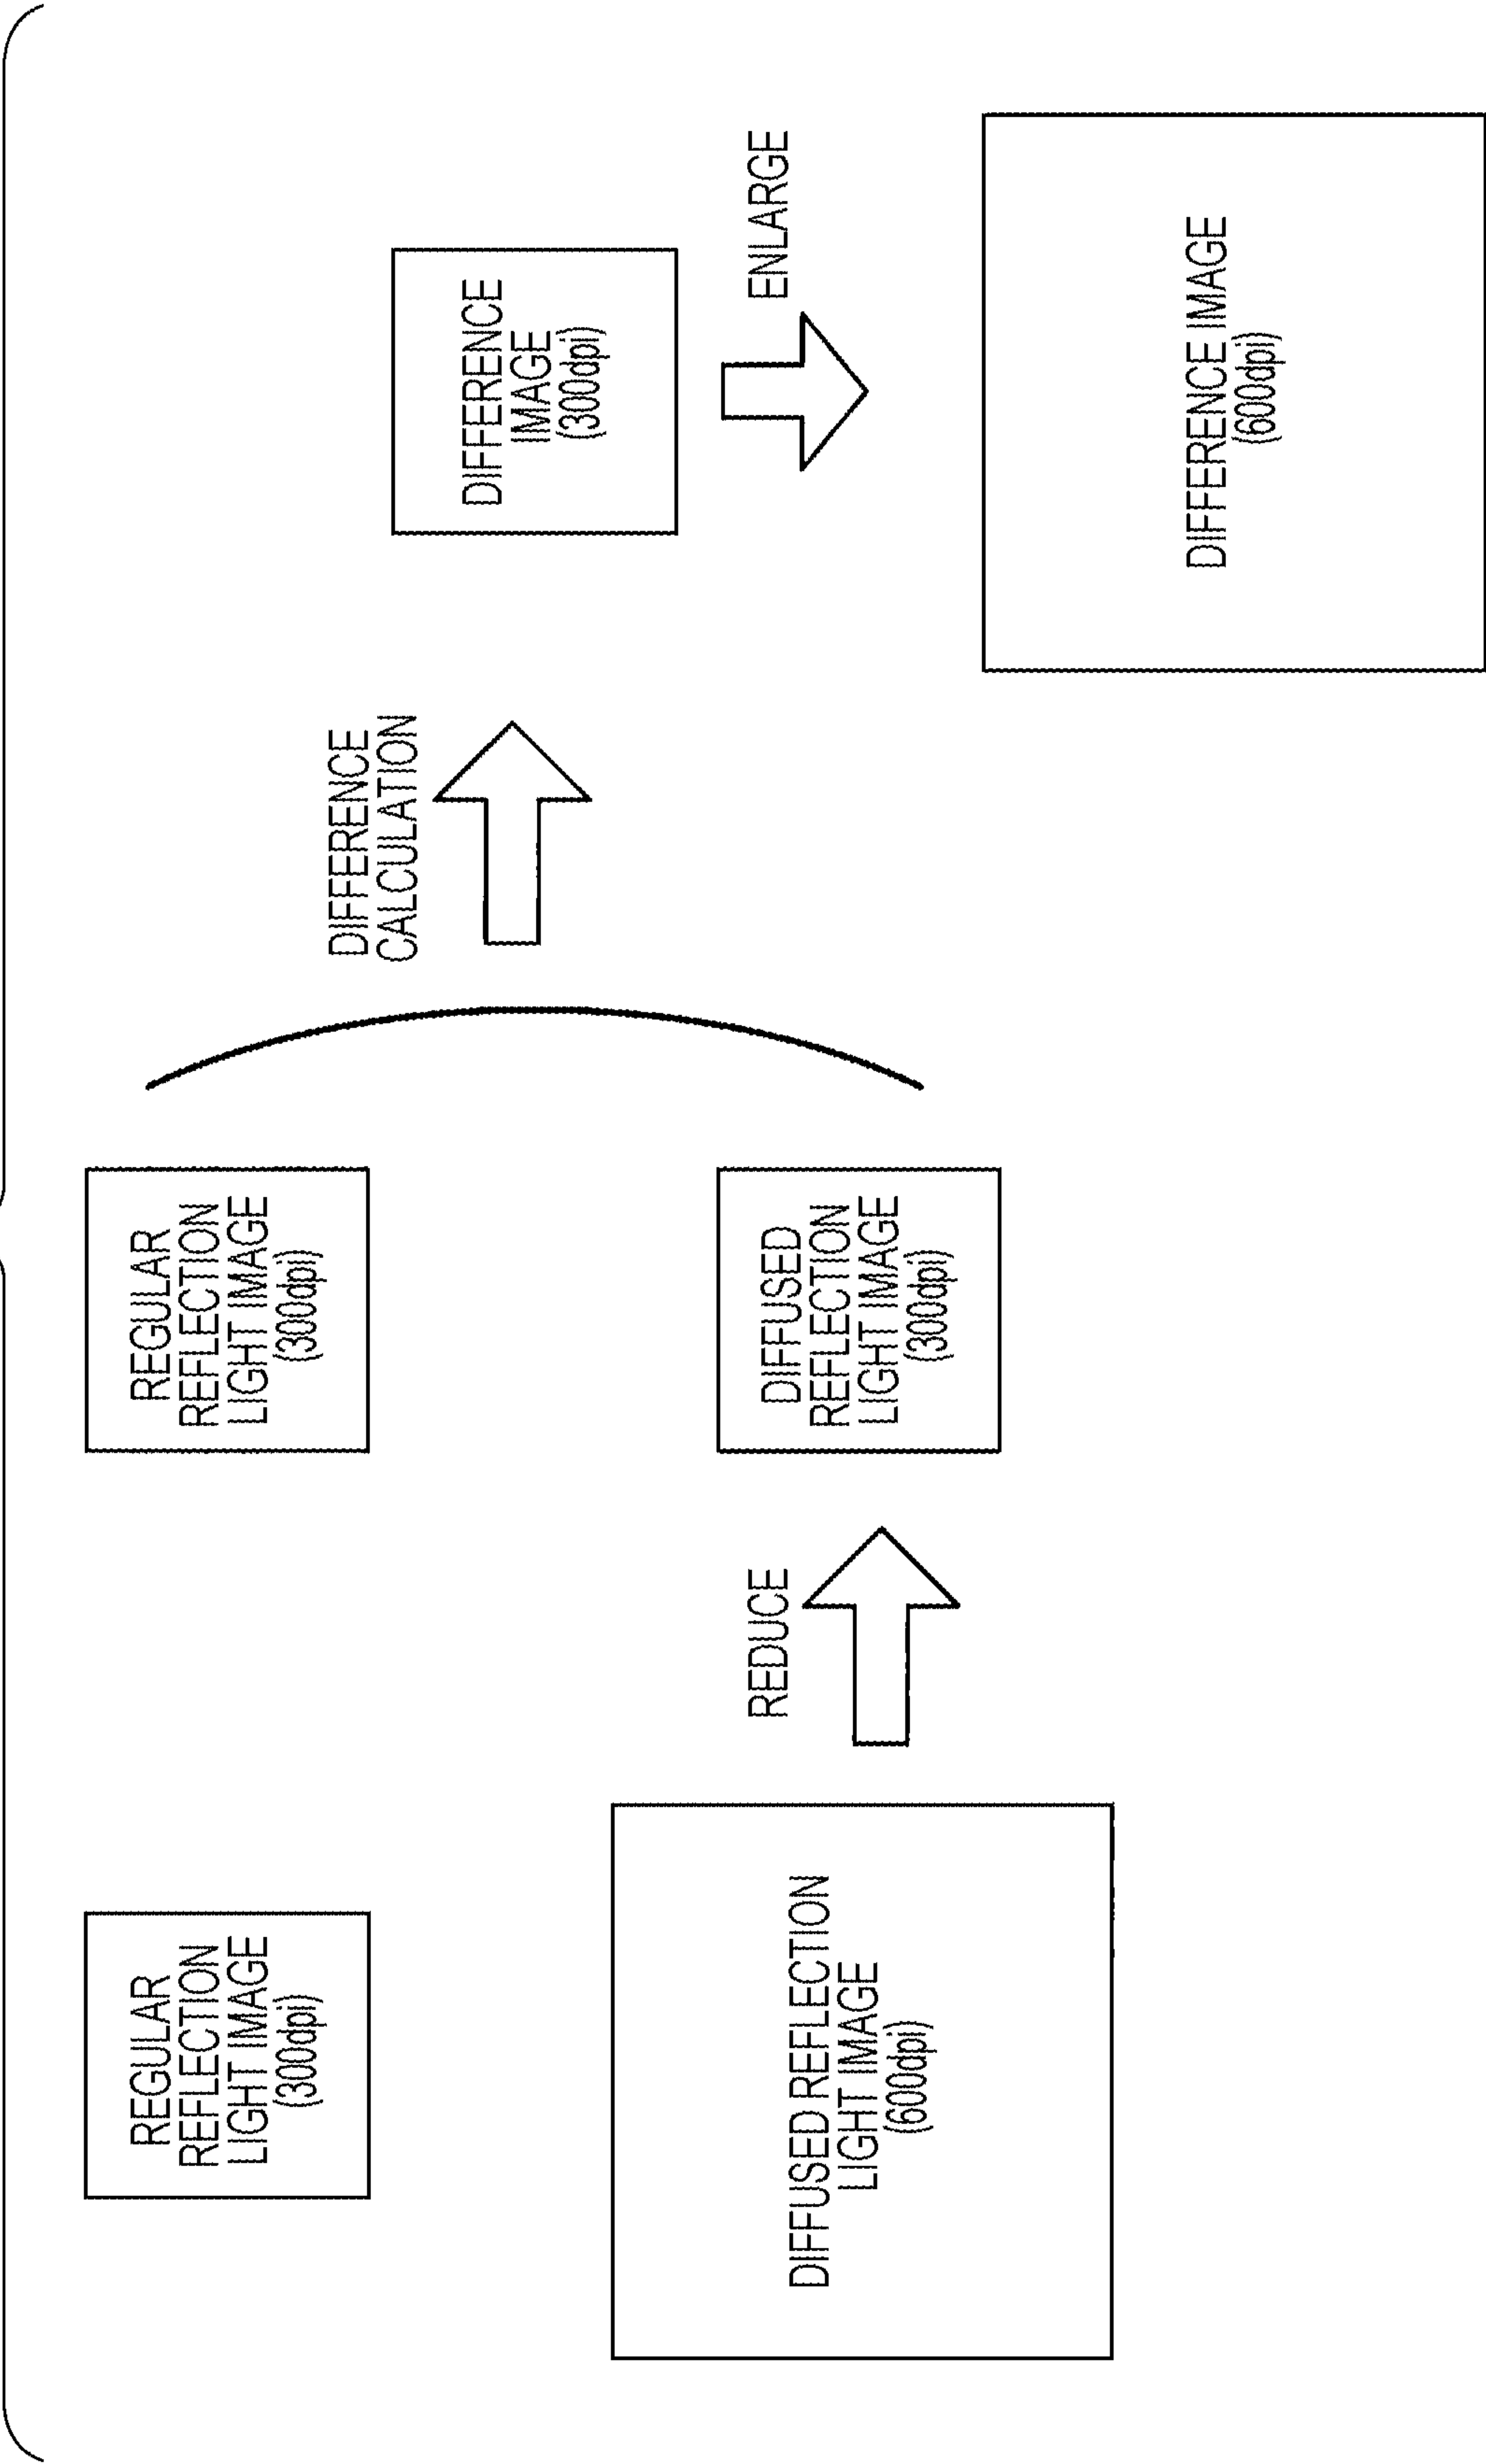 REGULAR
REFLECTION
LIGHT IMAGE
(300dpi)
REGULAR
REFLECTION
LIGHT IMAGE
(300dpi)
DIFFUSED REFLECTION
LIGHT IMAGE
(600dpi)
REDUCE
DIFFUSED
REFLECTION
LIGHT IMAGE
(300dpi)
DIFFERENCE
CALCULATION
DIFFERENCE
IMAGE
(300dpi)
ENLARGE
DIFFERENCE IMAGE
(600dpi)